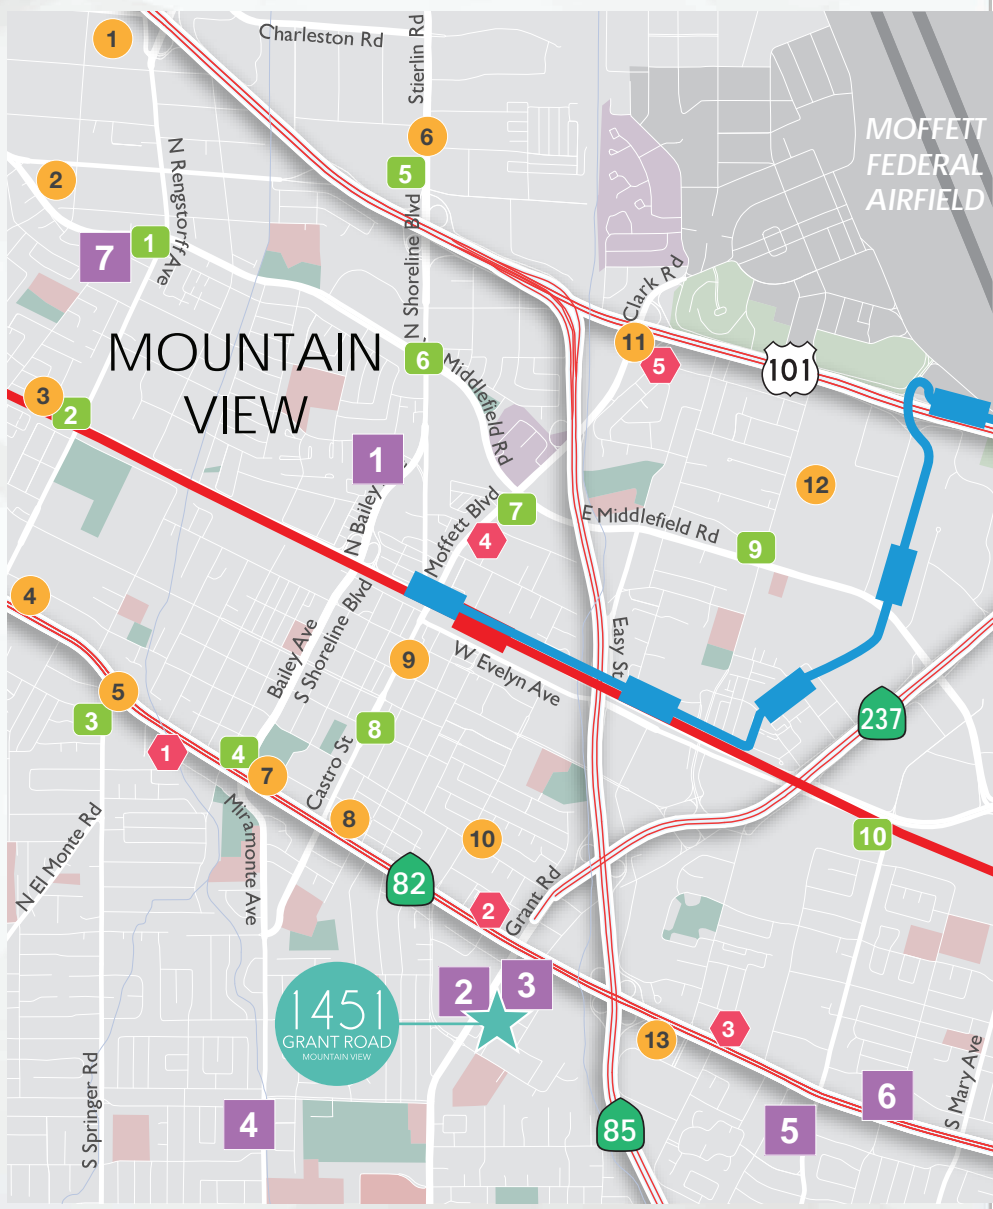 Charleston Rd
Stierlin Rd
1
6
MOFFETT
FEDERAL
AIRFIELD
N Rengstorff Ave
2
5
N Shoreline Blvd
7
1
Clark Rd
11
5
101
MOUNTAIN
VIEW
6
Middlefield Rd
3
2
1
N Bailey
12
7
Moffett Blvd
4
E Middlefield Rd
9
4
Bailey Ave
S Shoreline Blvd
9
W Evelyn Ave
Easy St
5
3
1
4
7
8
Castro St
237
8
10
10
N El Monte Rd
Miramonte Ave
82
2
Grant Rd
2
3
1451
GRANT ROAD
MOUNTAIN VIEW
13
3
S Springer Rd
4
85
5
6
S Mary Ave